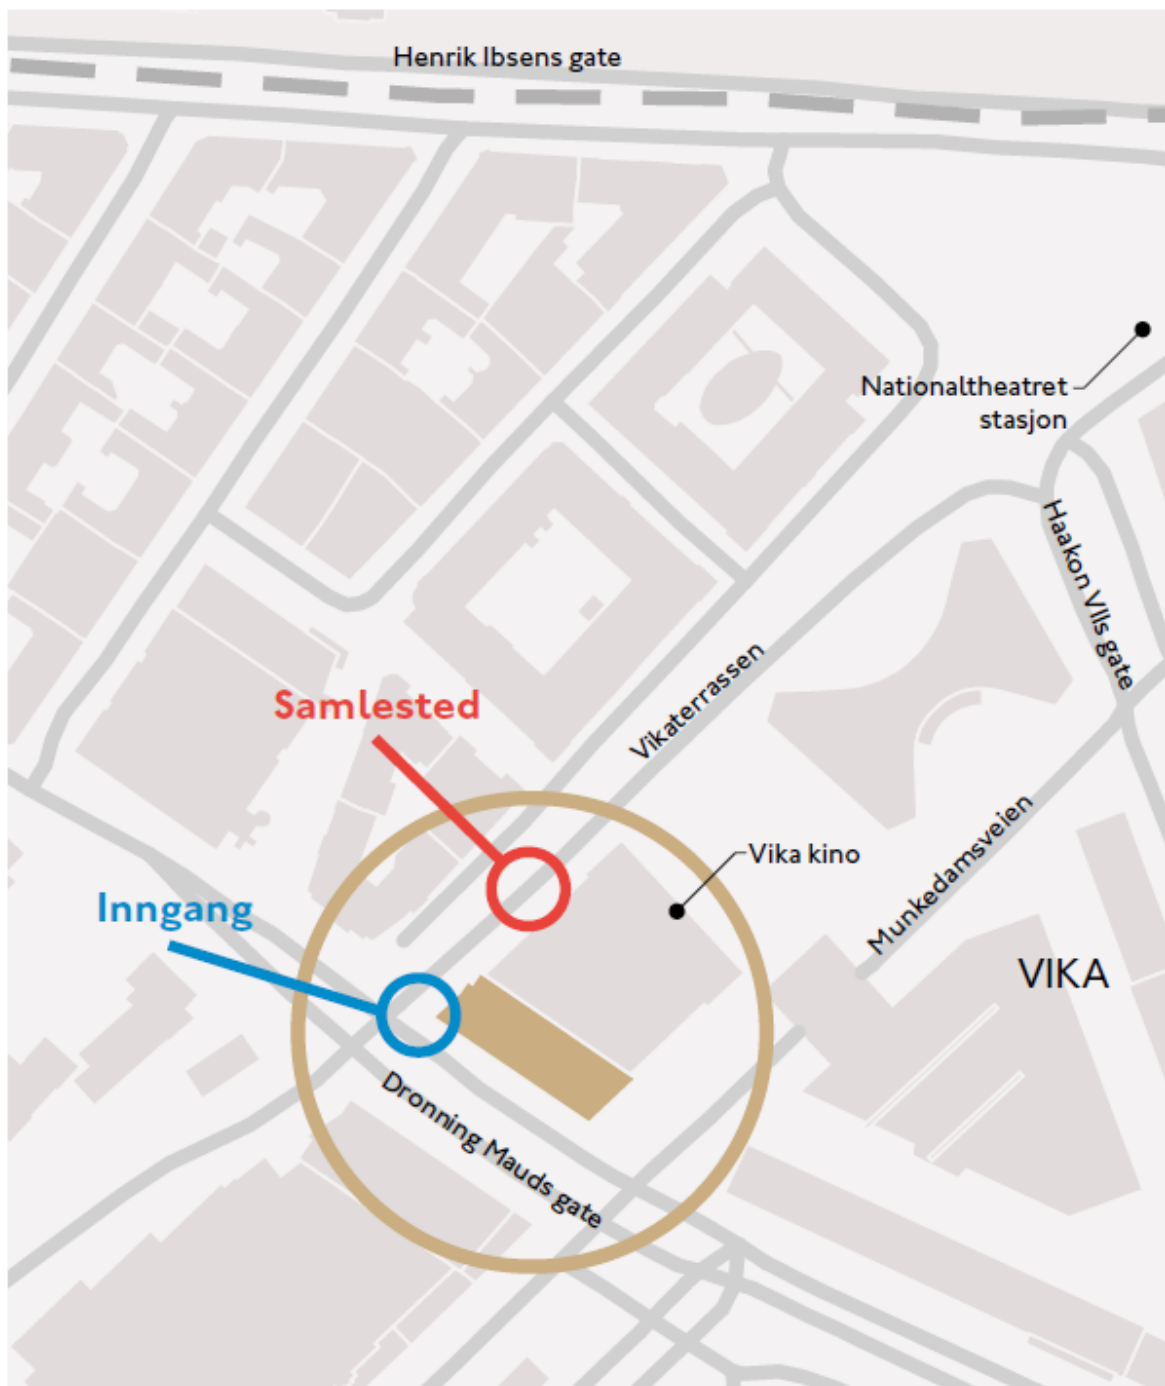 Henrik Ibsens gate
Nationaltheatret
stasjon
Haakon VIIs gate
Vikaterrassen
Samlested
Munkedamsveien
Vika kino
Inngang
VIKA
Dronning Mauds gate